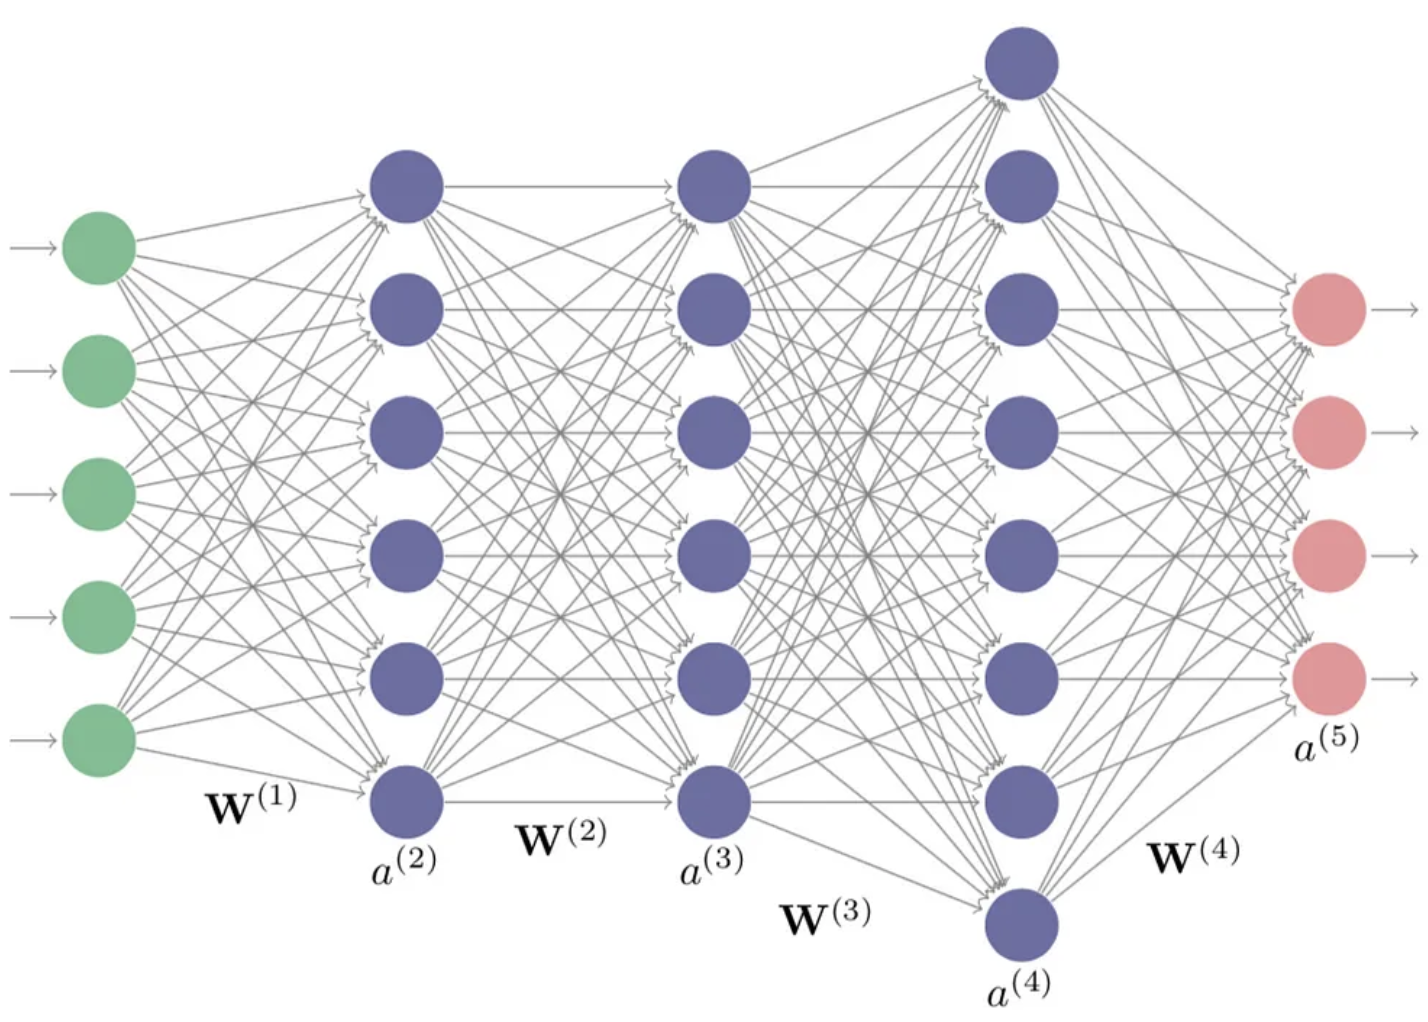 W^(1)
a^(2)
W^(2)
a^(3)
W^(3)
a^(4)
W^(4)
a^(5)